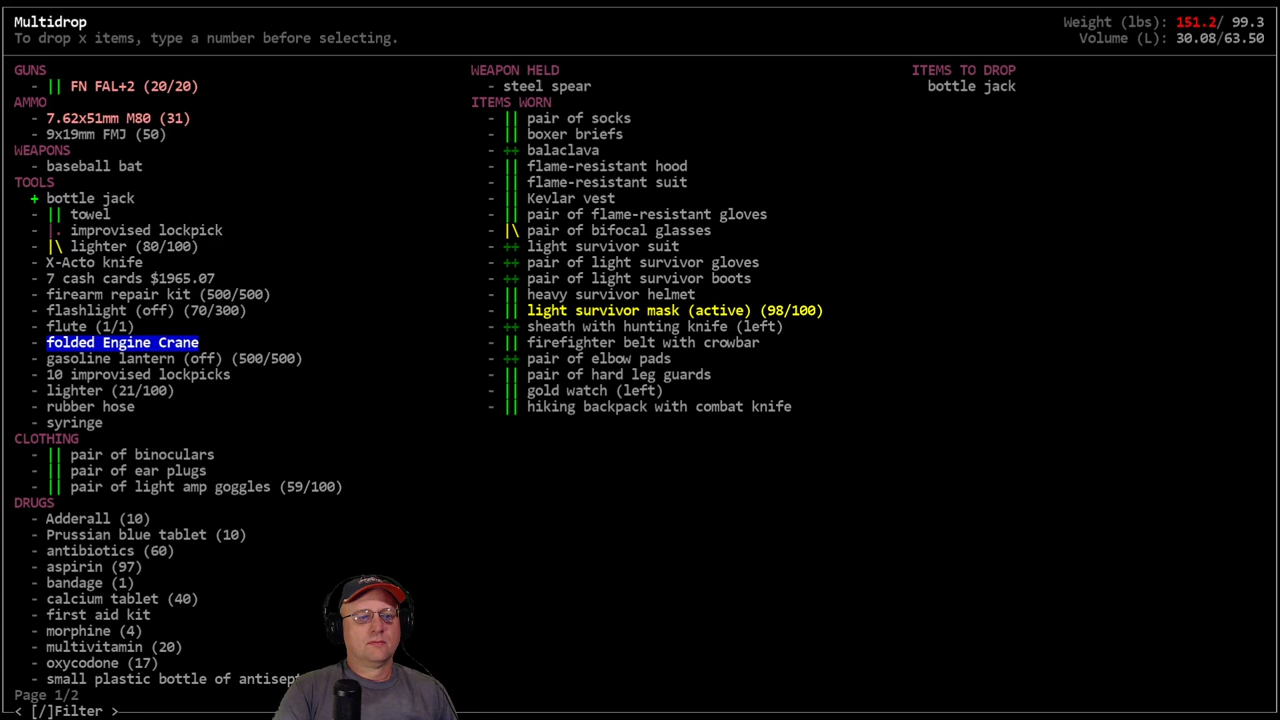 Multidrop
Weight (lbs): 151.2/ 99.3
To drop x items, type a number before selecting.
Volume (L): 30.08/63.50
GUNS
- || FN FAL+2 (20/20)
AMMO
- 7.62x51mm M80 (31)
- 9x19mm FMJ (50)
WEAPONS
- baseball bat
TOOLS
+ bottle jack
- || towel
- |. improvised lockpick
- |\ lighter (80/100)
- X-Acto knife
- 7 cash cards $1965.07
- firearm repair kit (500/500)
- flashlight (off) (70/300)
- flute (1/1)
- folded Engine Crane
- gasoline lantern (off) (500/500)
- 10 improvised lockpicks
- lighter (21/100)
- rubber hose
- syringe
CLOTHING
- || pair of binoculars
- || pair of ear plugs
- || pair of light amp goggles (59/100)
DRUGS
- Adderall (10)
- Prussian blue tablet (10)
- antibiotics (60)
- aspirin (97)
- bandage (1)
- calcium tablet (40)
- first aid kit
- morphine (4)
- multivitamin (20)
- oxycodone (17)
- small plastic bottle of antisept
Page 1/2
< [/]Filter >
WEAPON HELD
- steel spear
ITEMS WORN
- || pair of socks
- || boxer briefs
- ++ balaclava
- || flame-resistant hood
- || flame-resistant suit
- || Kevlar vest
- || pair of flame-resistant gloves
- |\ pair of bifocal glasses
- ++ light survivor suit
- ++ pair of light survivor gloves
- ++ pair of light survivor boots
- || heavy survivor helmet
- || light survivor mask (active) (98/100)
- ++ sheath with hunting knife (left)
- || firefighter belt with crowbar
- ++ pair of elbow pads
- || pair of hard leg guards
- || gold watch (left)
- || hiking backpack with combat knife
ITEMS TO DROP
bottle jack